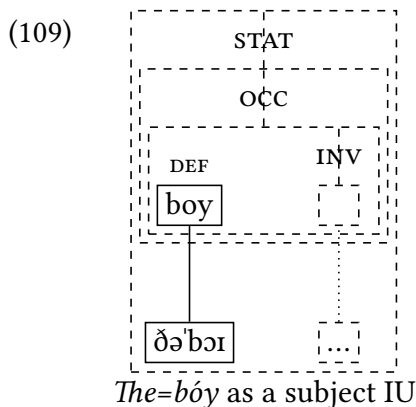 (109)
STAT
OCC
DEF INV
boy
ðəˈbɔɪ ...
The=bóy as a subject IU